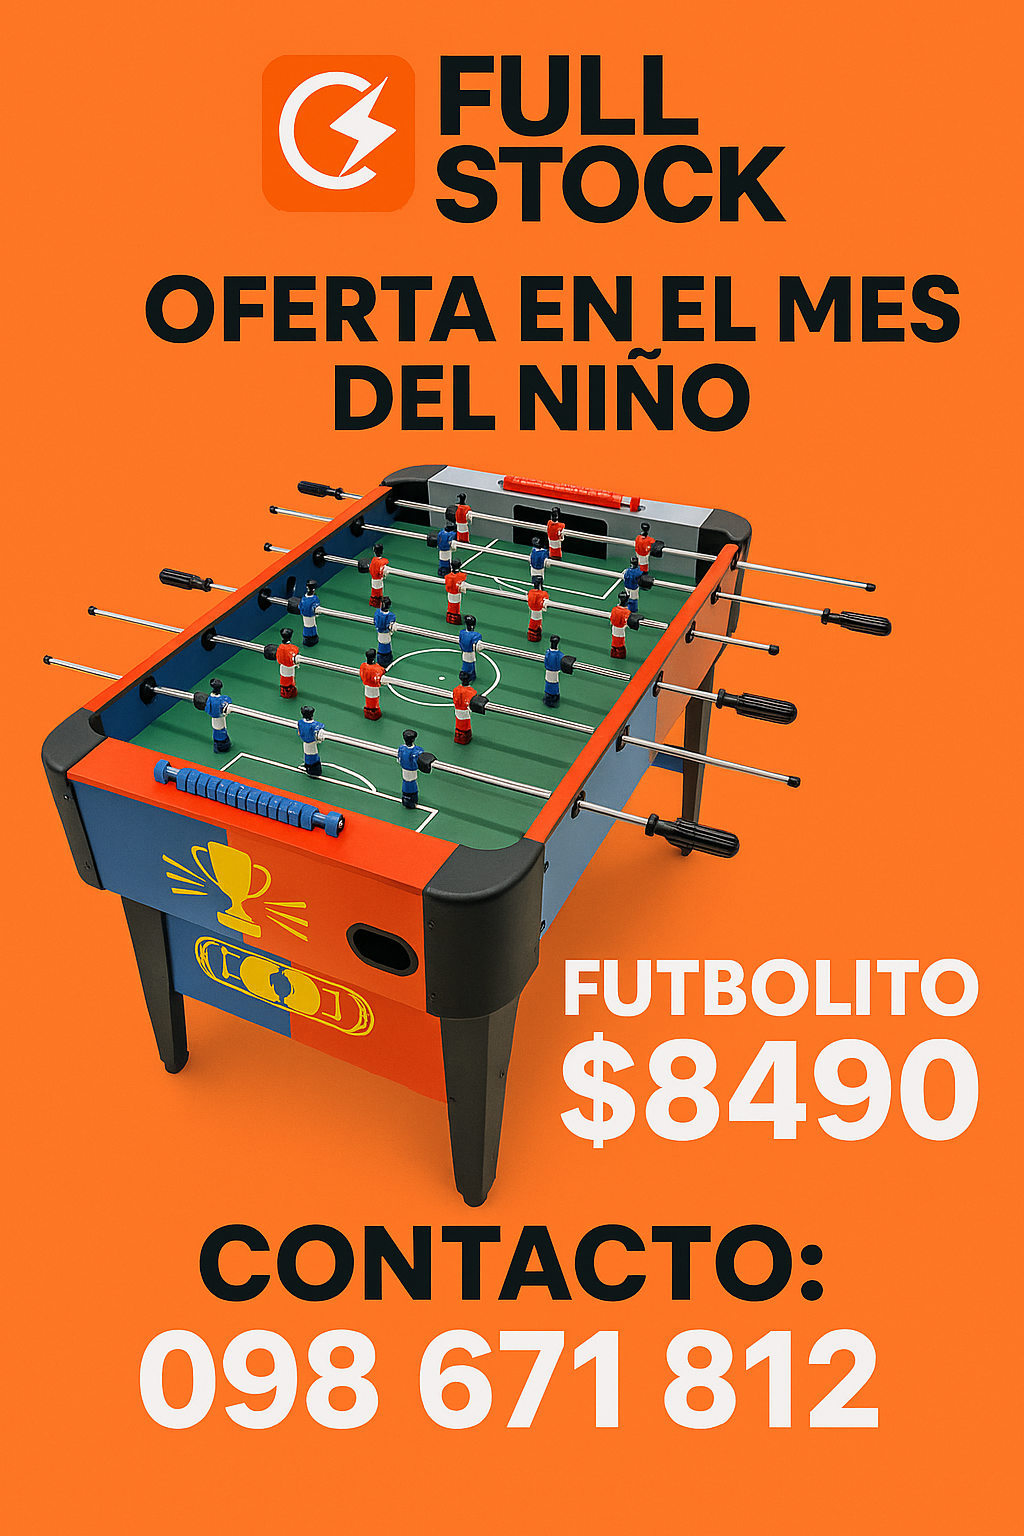 FULL
STOCK
OFERTA EN EL MES
DEL NIÑO
FUTBOLITO
$8490
CONTACTO:
098 671 812